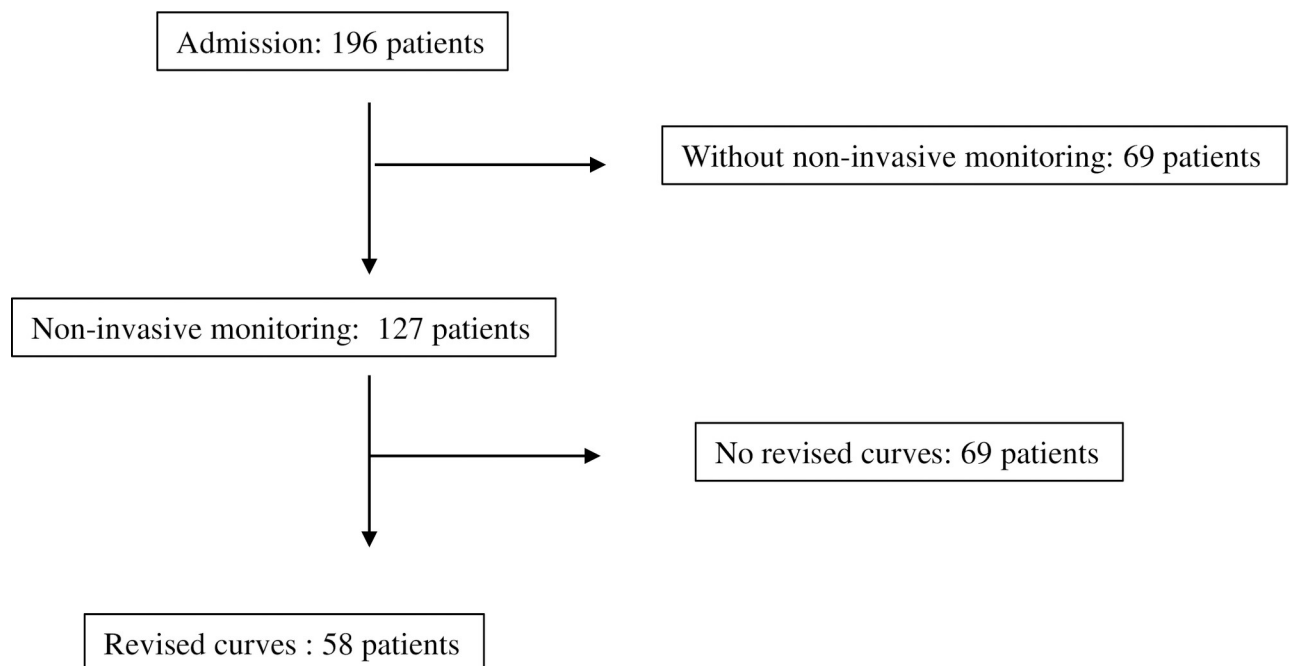 Admission: 196 patients
Without non-invasive monitoring: 69 patients
Non-invasive monitoring:  127 patients
No revised curves: 69 patients
Revised curves : 58 patients